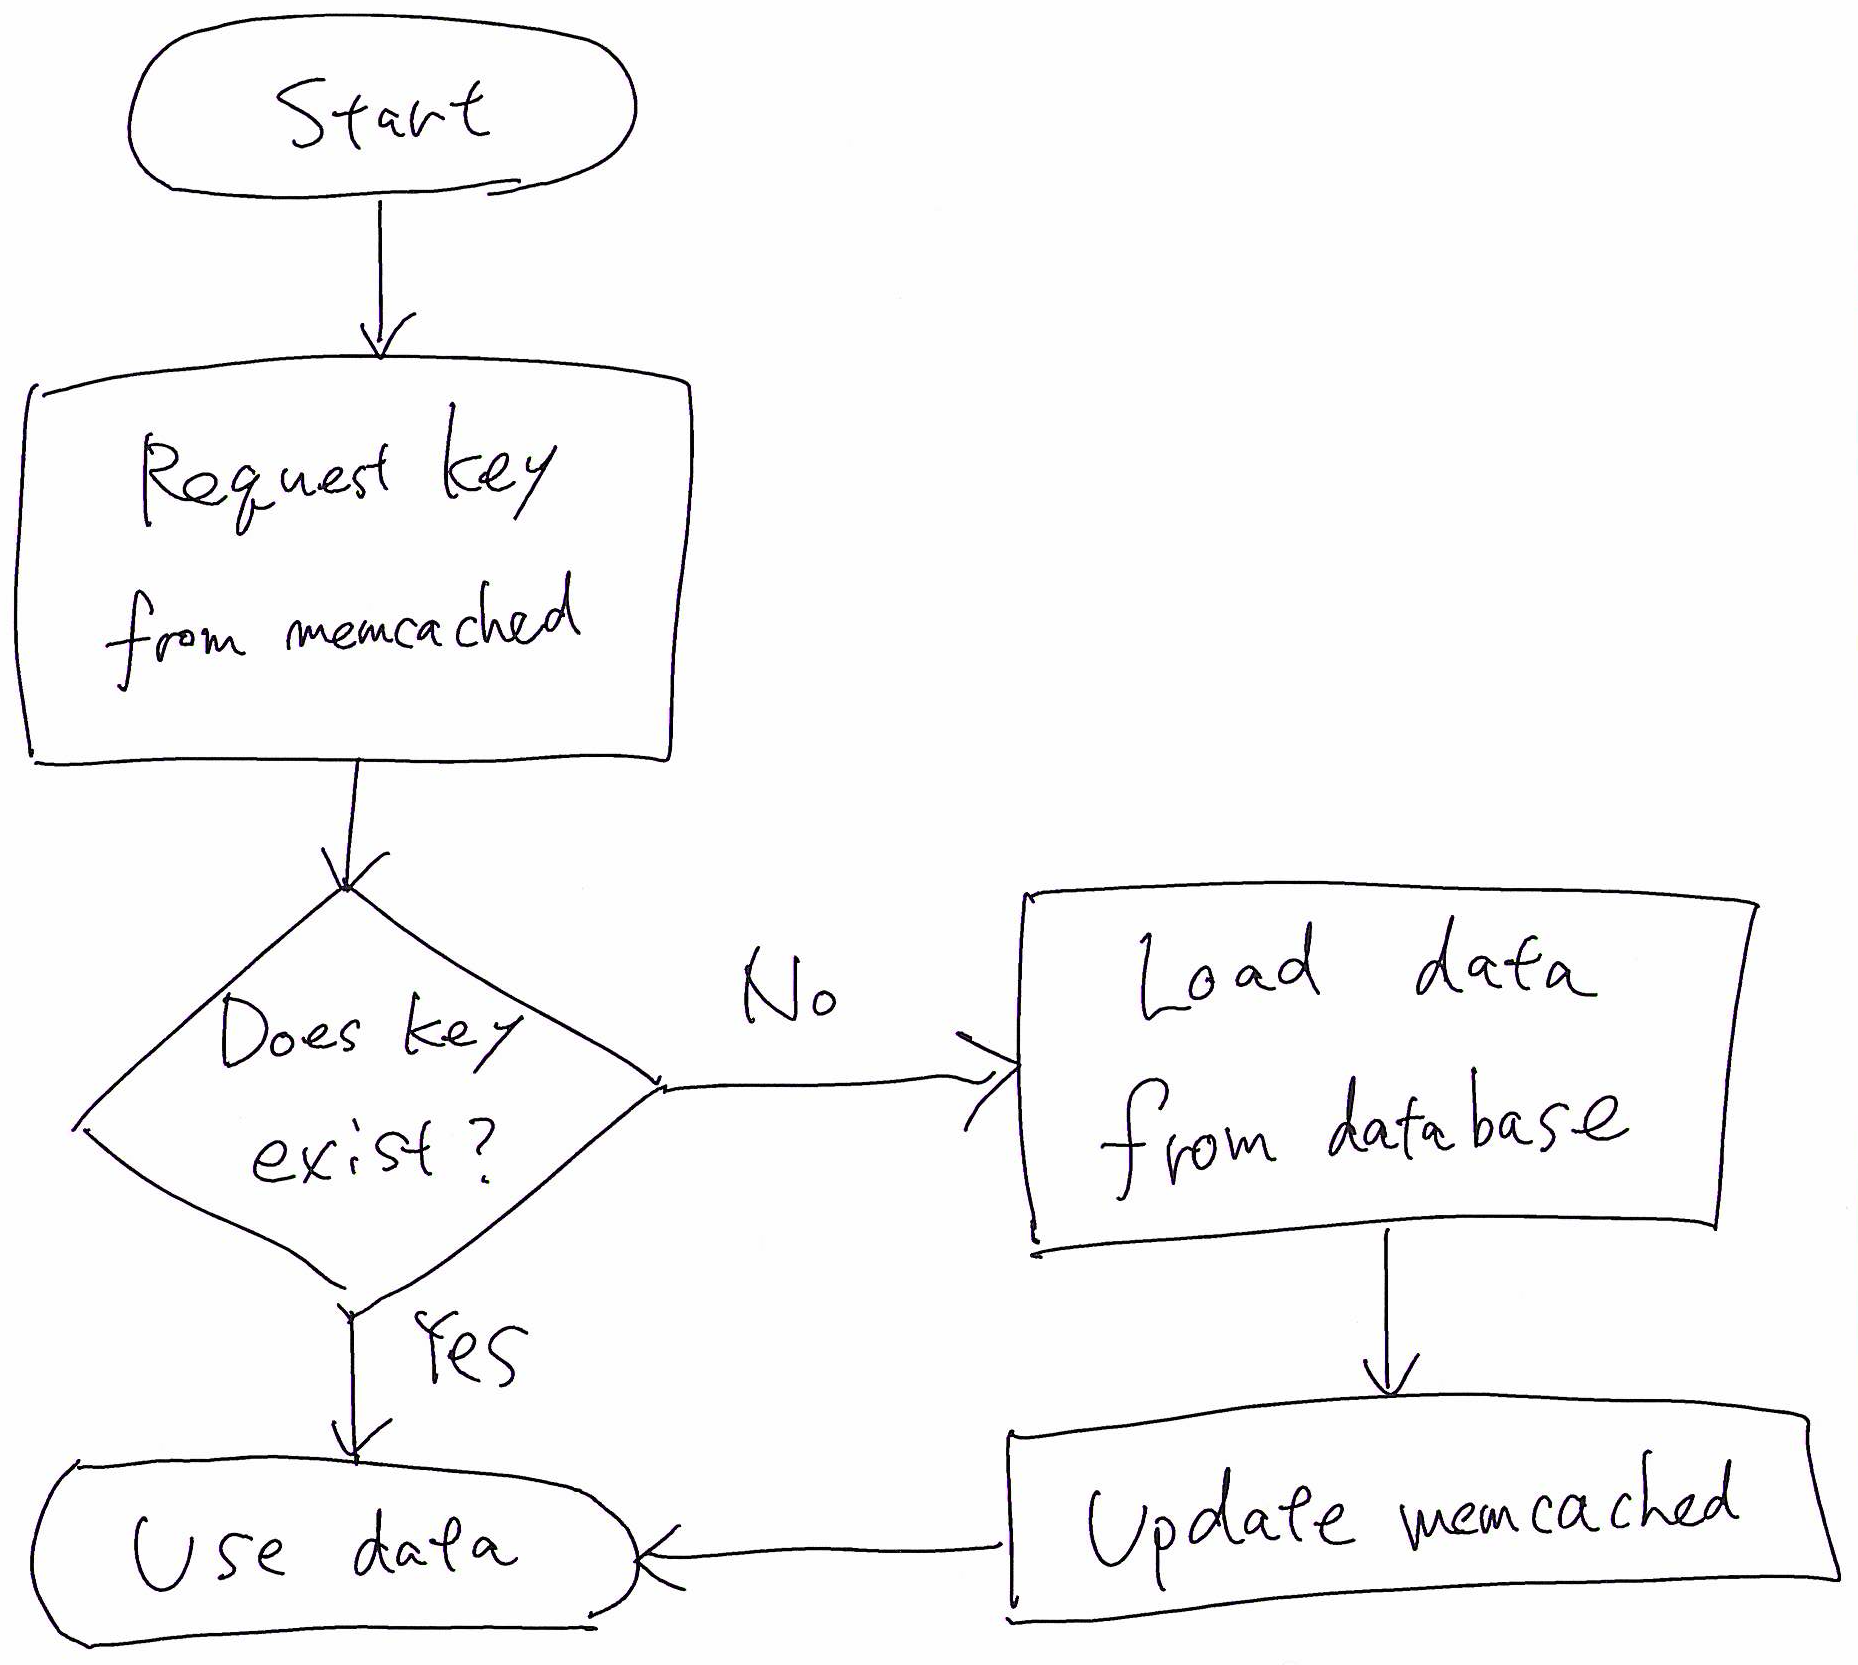 Start
Request key
from memcached
Does key
exist?
No
Load data
from database
Yes
Use data
Update memcached